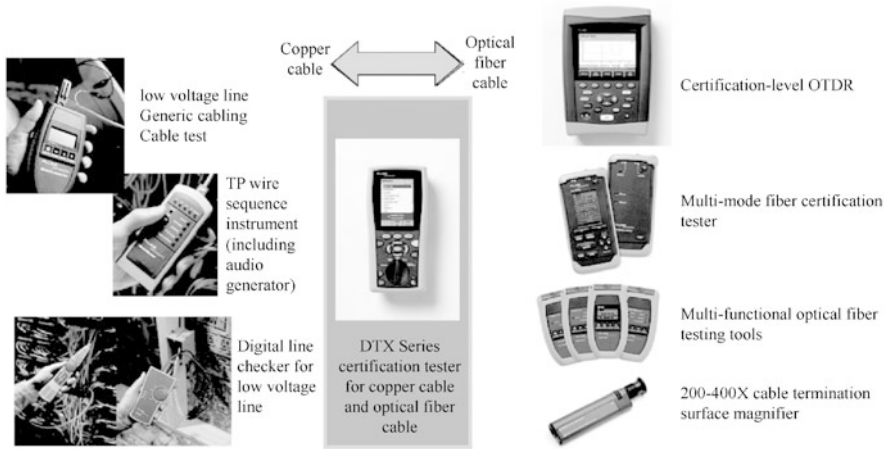 Copper
cable
Optical
fiber
cable
low voltage line
Generic cabling
Cable test
TP wire
sequence
instrument
(including
audio
generator)
Digital line
checker for
low voltage
line
DTX Series
certification tester
for copper cable
and optical fiber
cable
Certification-level OTDR
Multi-mode fiber certification
tester
Multi-functional optical fiber
testing tools
200-400X cable termination
surface magnifier